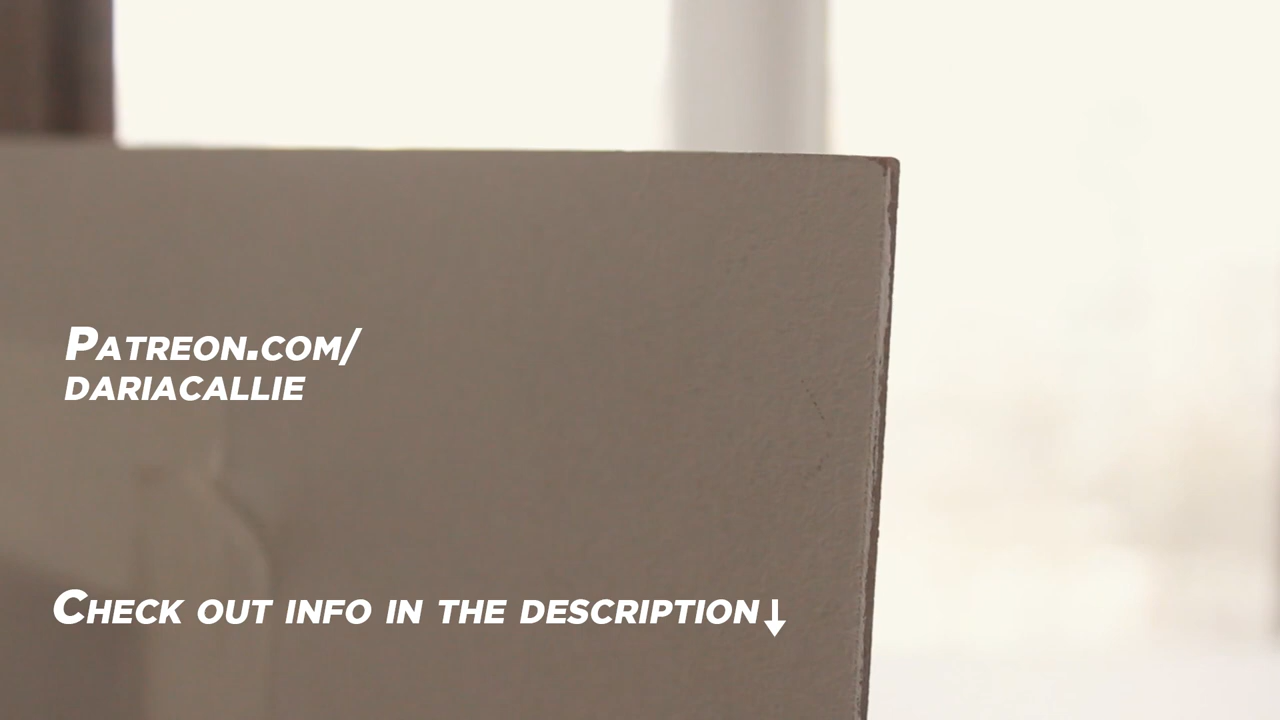 Patreon.com/
dariacallie
Check out info in the description↓